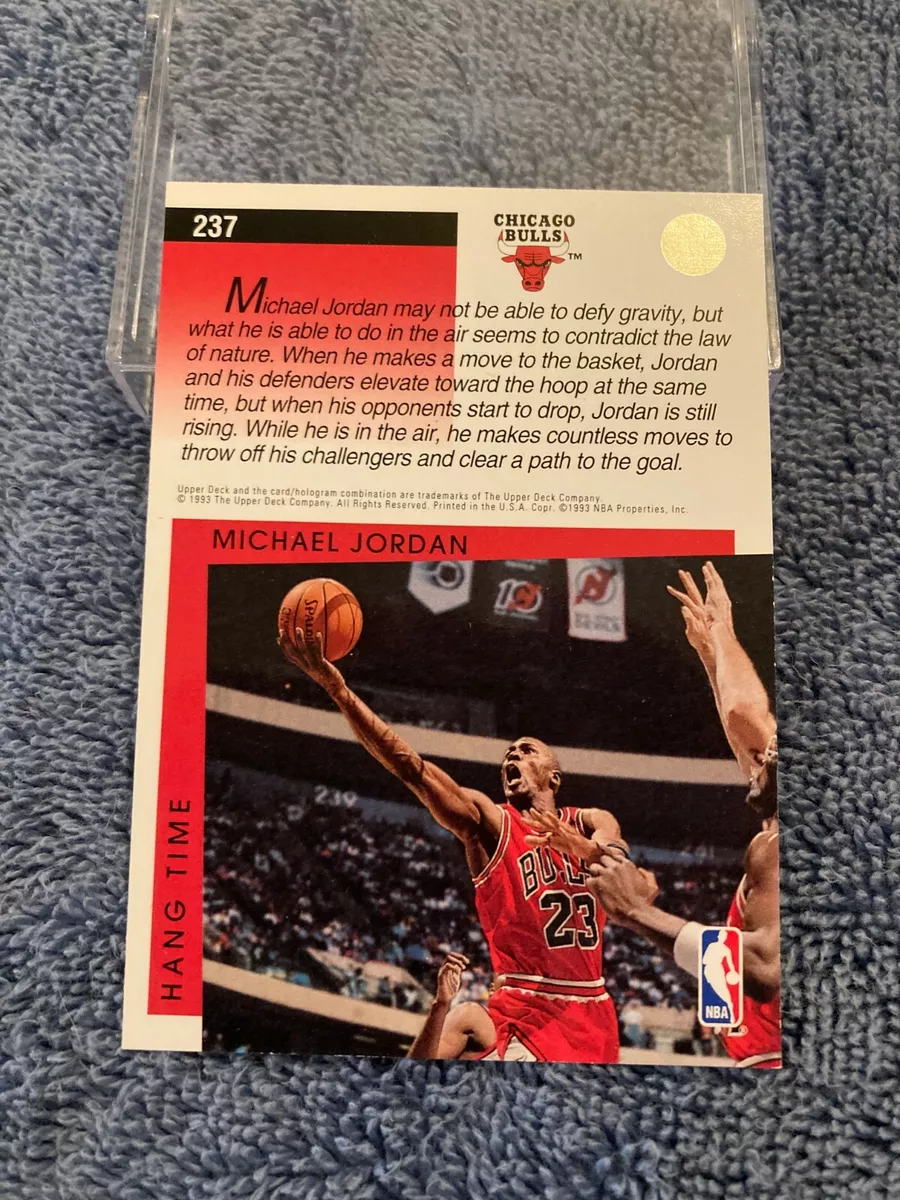 237
CHICAGO
BULLS
TM
Michael Jordan may not be able to defy gravity, but
what he is able to do in the air seems to contradict the law
of nature. When he makes a move to the basket, Jordan
and his defenders elevate toward the hoop at the same
time, but when his opponents start to drop, Jordan is still
rising. While he is in the air, he makes countless moves to
throw off his challengers and clear a path to the goal.
Upper Deck and the card/hologram combination are trademarks of The Upper Deck Company.
© 1993 The Upper Deck Company. All Rights Reserved. Printed in the U.S.A. Copr. ©1993 NBA Properties, Inc.
MICHAEL JORDAN
HANG TIME
SPALDING
10
239
BULLS
23
NBA